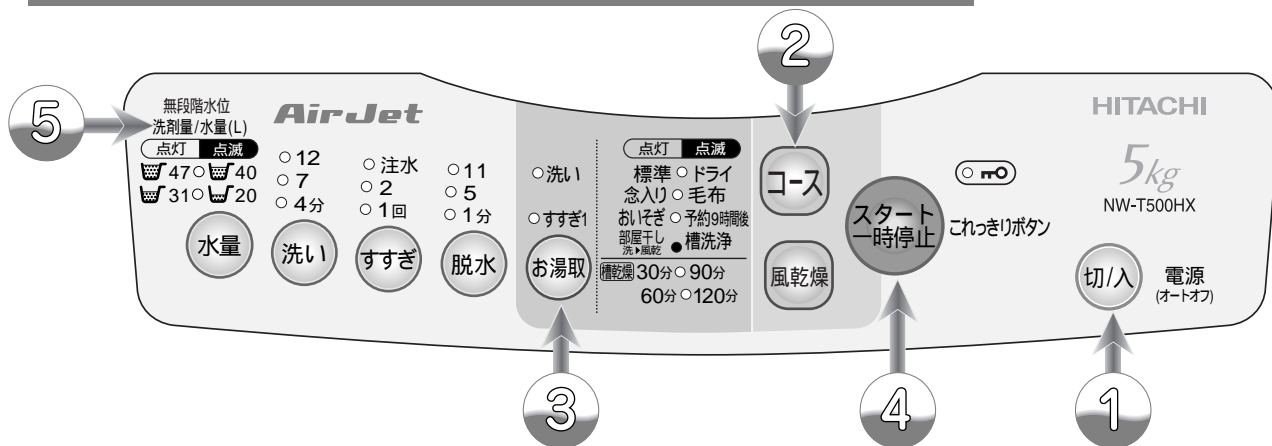 2
5
無段階水位
洗剤量/水量(L)
点灯 点滅
47 40
31 20
水量
AirJet
12
7
4分
洗い
注水
2
1回
すすぎ
11
5
1分
脱水
洗い
すすぎ1
お湯取
点灯 点滅
標準 ドライ
念入り 毛布
おいそぎ 予約9時間後
部屋干し 槽洗浄
洗▶風乾
槽乾燥 30分 90分
60分 120分
コース
風乾燥
スタート
一時停止
これっきりボタン
HITACHI
5kg
NW-T500HX
切/入
電源
(オートオフ)
3
4
1